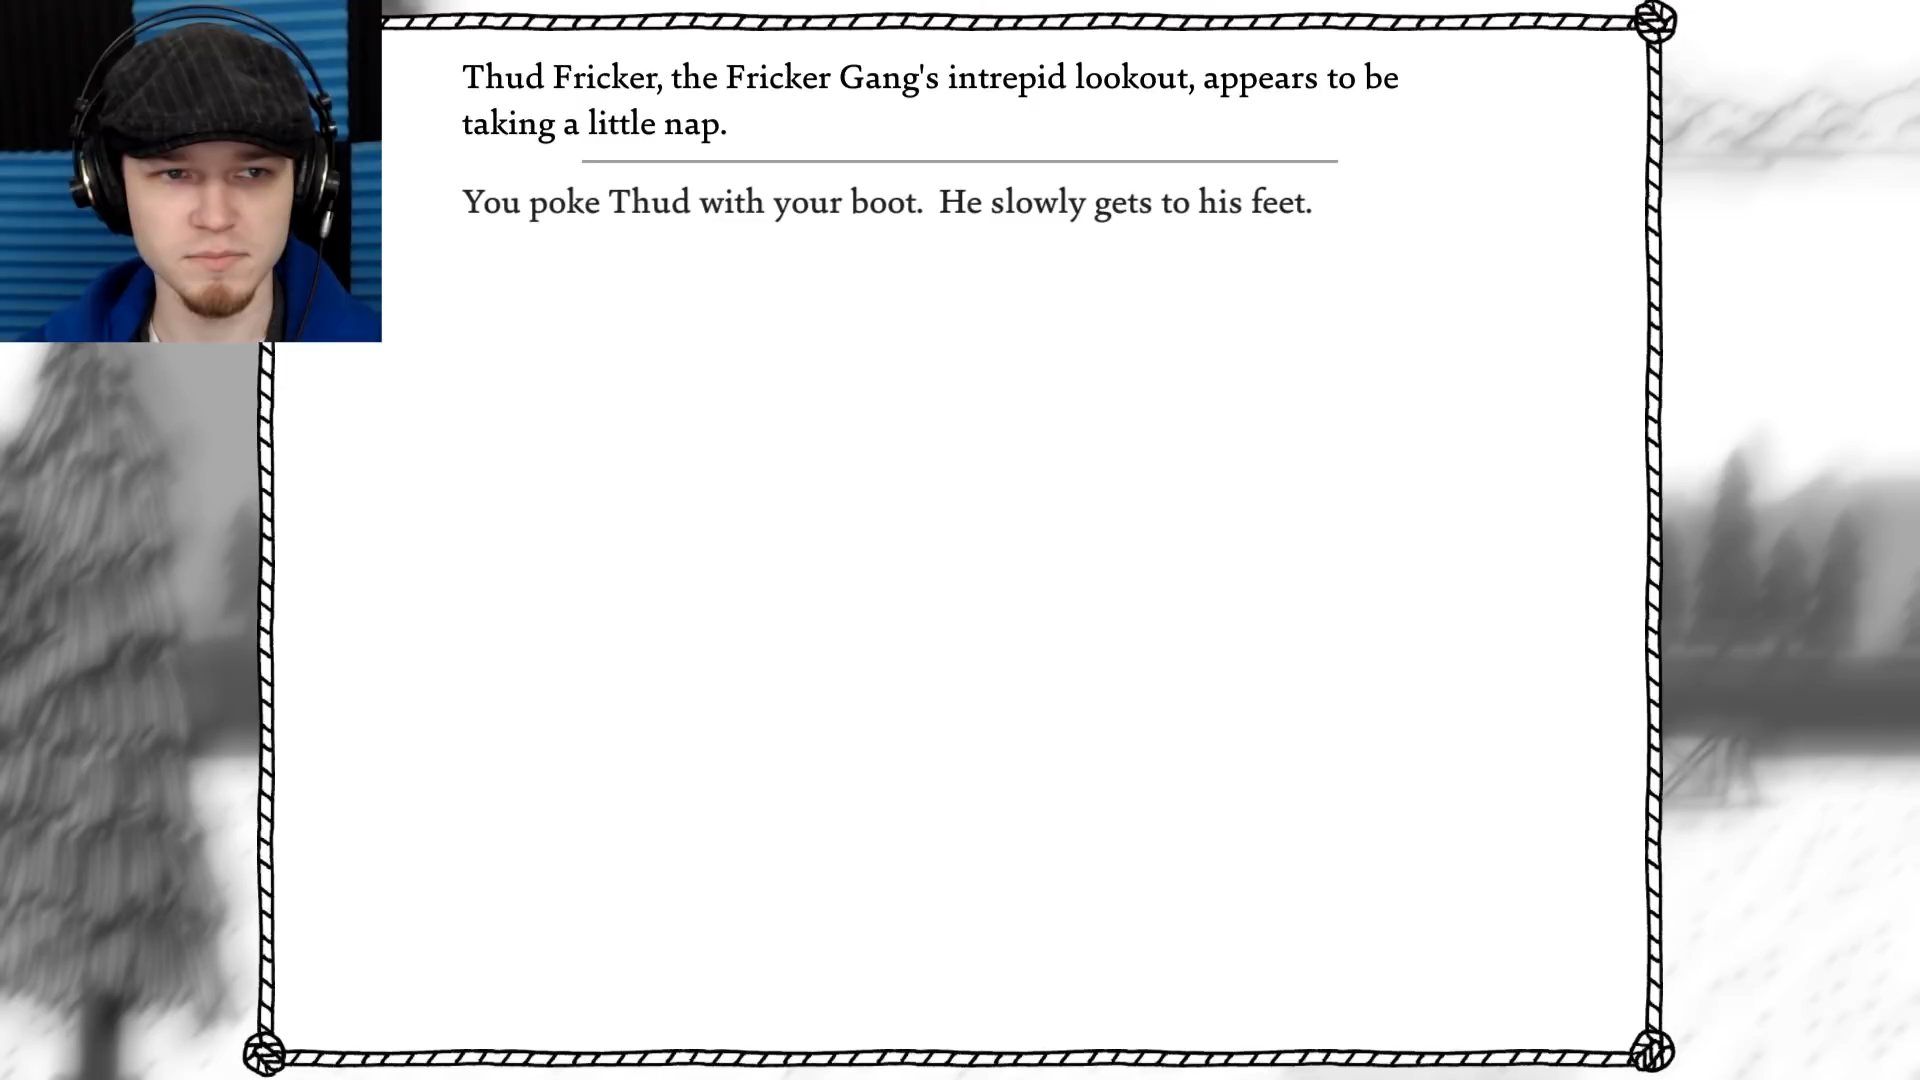 Thud Fricker, the Fricker Gang's intrepid lookout, appears to be
taking a little nap.
You poke Thud with your boot.  He slowly gets to his feet.